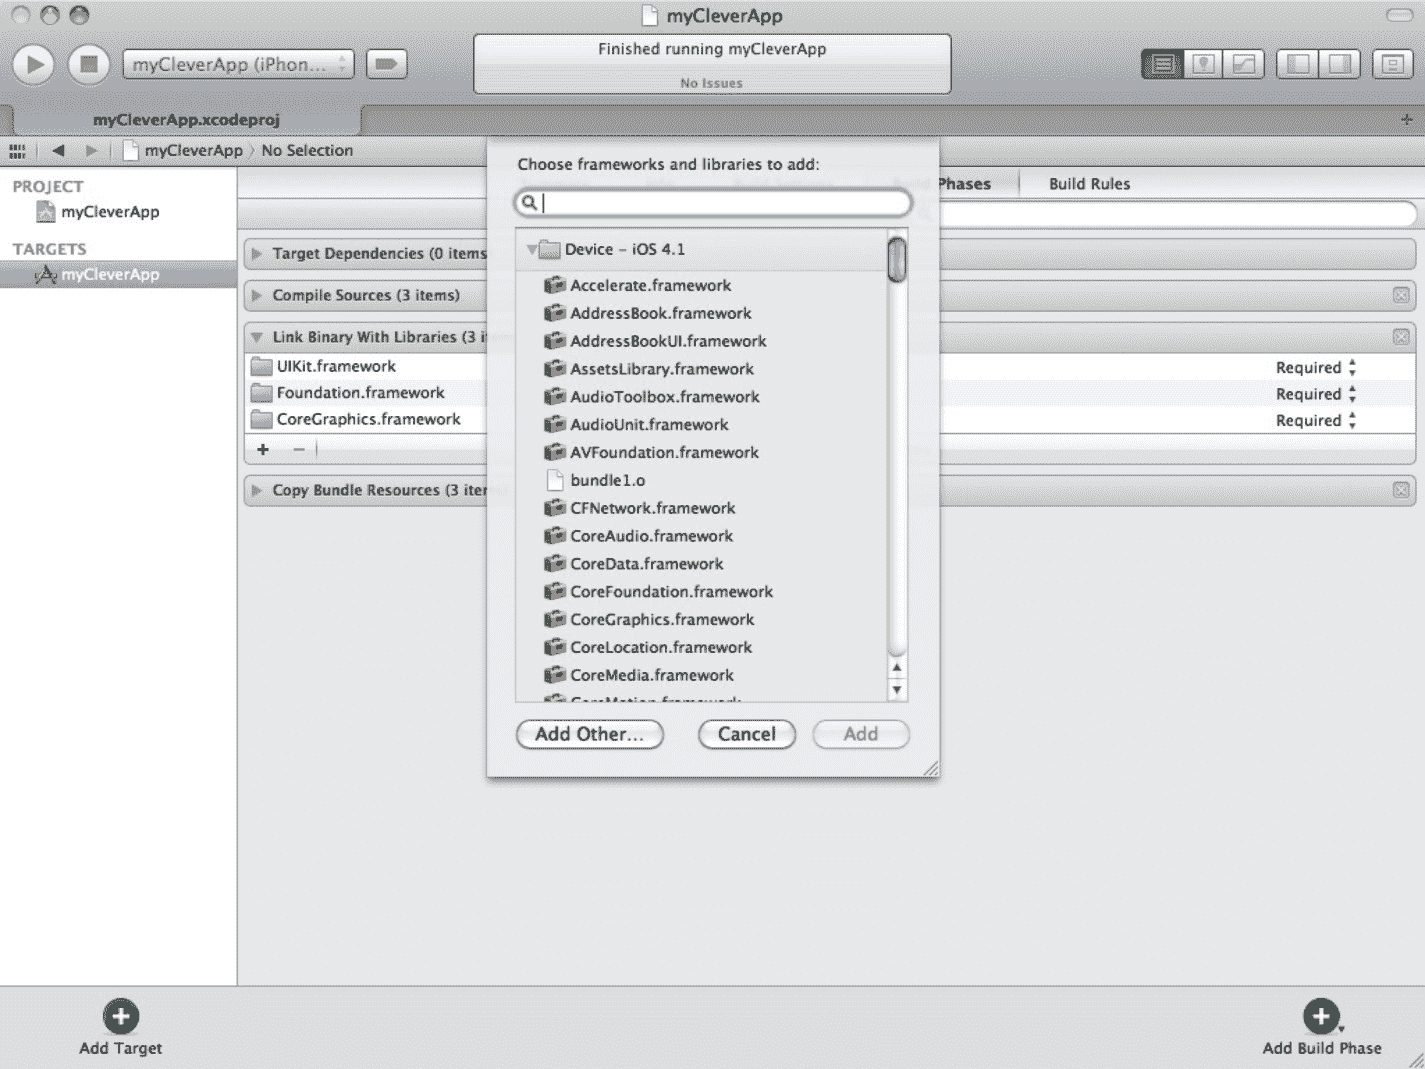 myCleverApp
myCleverApp (iPhon...
Finished running myCleverApp
No Issues
myCleverApp.xcodeproj
myCleverApp No Selection
PROJECT
myCleverApp
TARGETS
myCleverApp
Phases
Build Rules
Target Dependencies (0 items
Compile Sources (3 items)
Link Binary With Libraries (3
UIKit.framework
Required
Foundation.framework
Required
CoreGraphics.framework
Required
+ −
Copy Bundle Resources (3
Choose frameworks and libraries to add:
Device – iOS 4.1
Accelerate.framework
AddressBook.framework
AddressBookUI.framework
AssetsLibrary.framework
AudioToolbox.framework
AudioUnit.framework
AVFoundation.framework
bundle1.o
CFNetwork.framework
CoreAudio.framework
CoreData.framework
CoreFoundation.framework
CoreGraphics.framework
CoreLocation.framework
CoreMedia.framework
Add Other...
Cancel
Add
Add Target
Add Build Phase